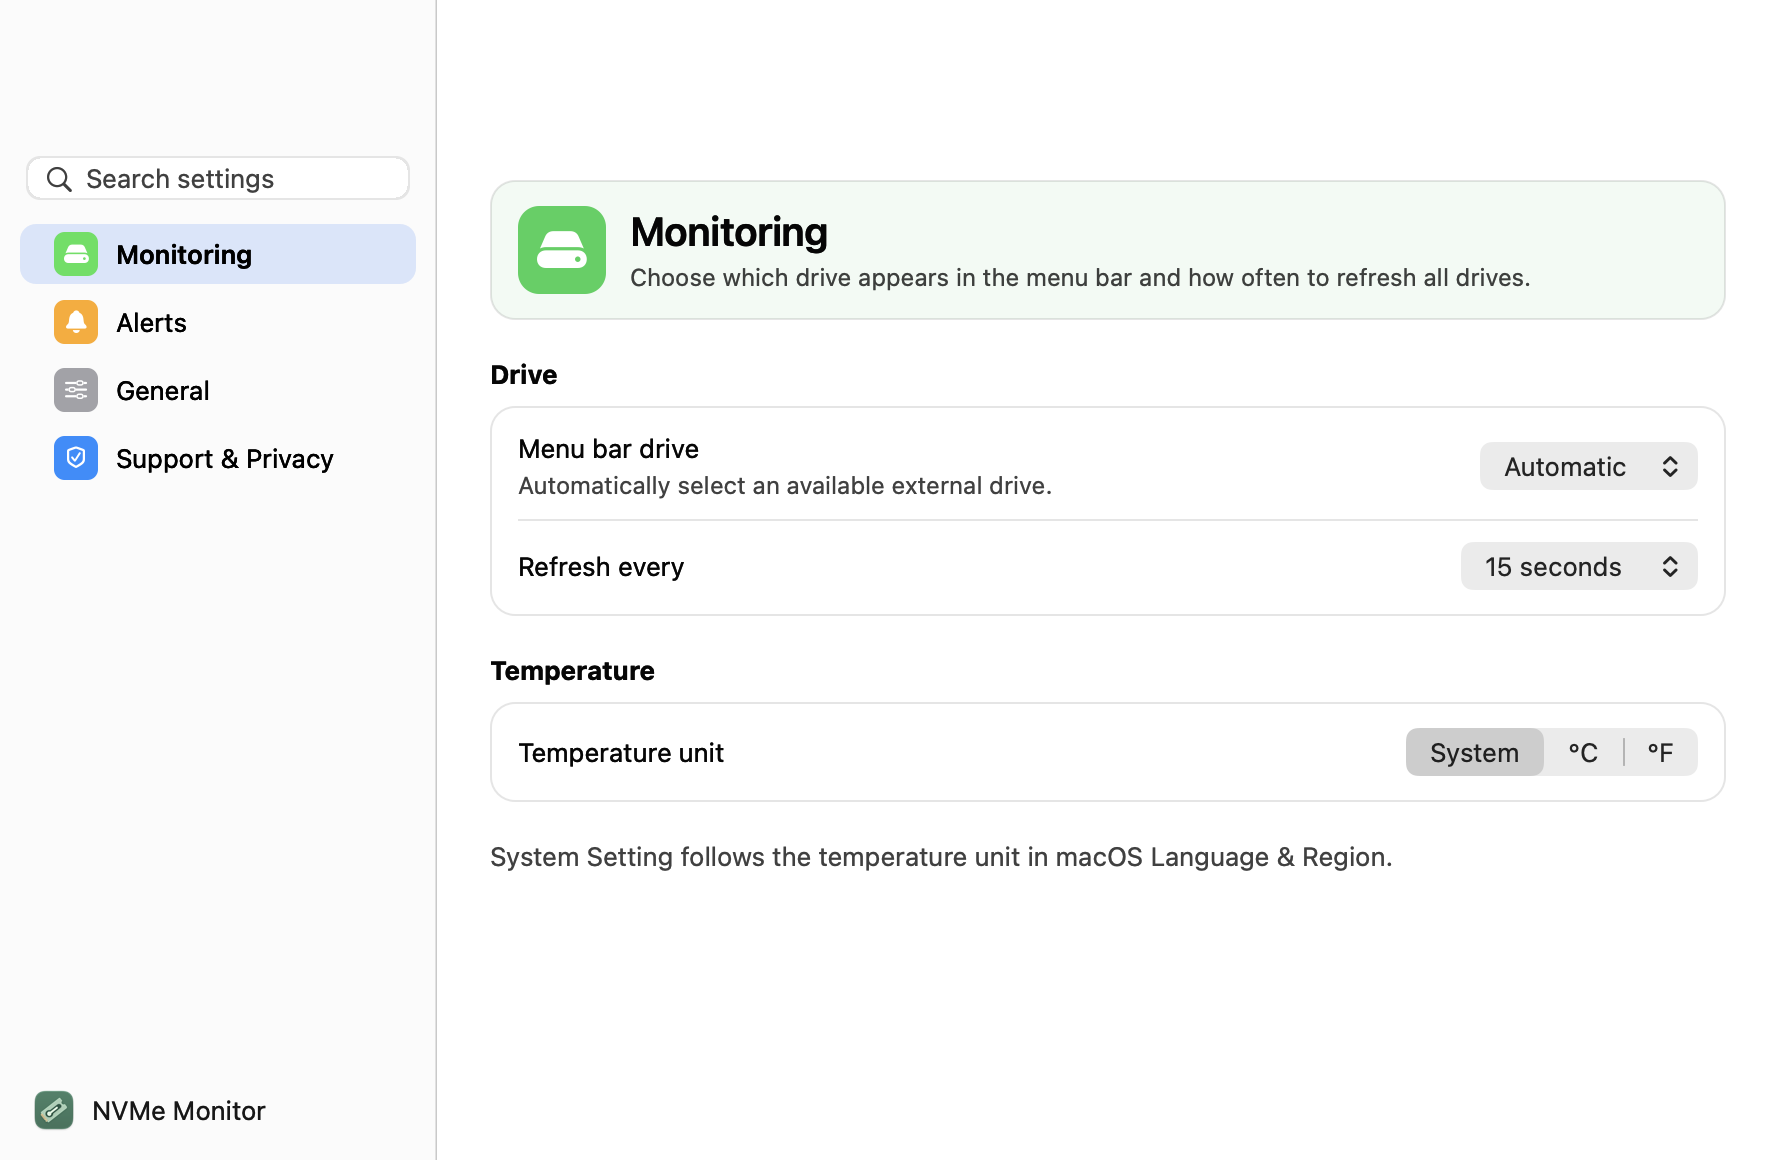 Search settings
Monitoring
Alerts
General
Support & Privacy
NVMe Monitor
Monitoring
Choose which drive appears in the menu bar and how often to refresh all drives.
Drive
Menu bar drive
Automatically select an available external drive.
Automatic
Refresh every
15 seconds
Temperature
Temperature unit
System °C °F
System Setting follows the temperature unit in macOS Language & Region.